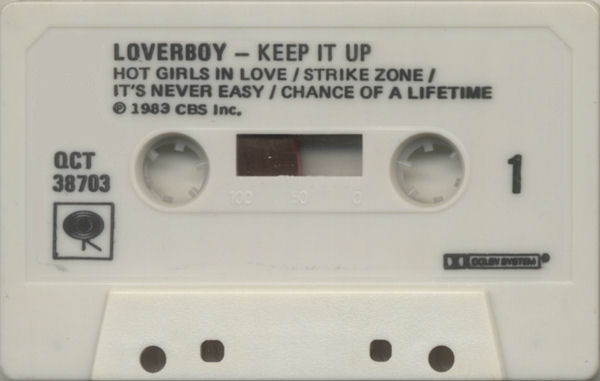 LOVERBOY – KEEP IT UP
HOT GIRLS IN LOVE / STRIKE ZONE /
IT'S NEVER EASY / CHANCE OF A LIFETIME
℗ 1983 CBS Inc.
QCT
38703
1
100 50 0
DOLBY SYSTEM®